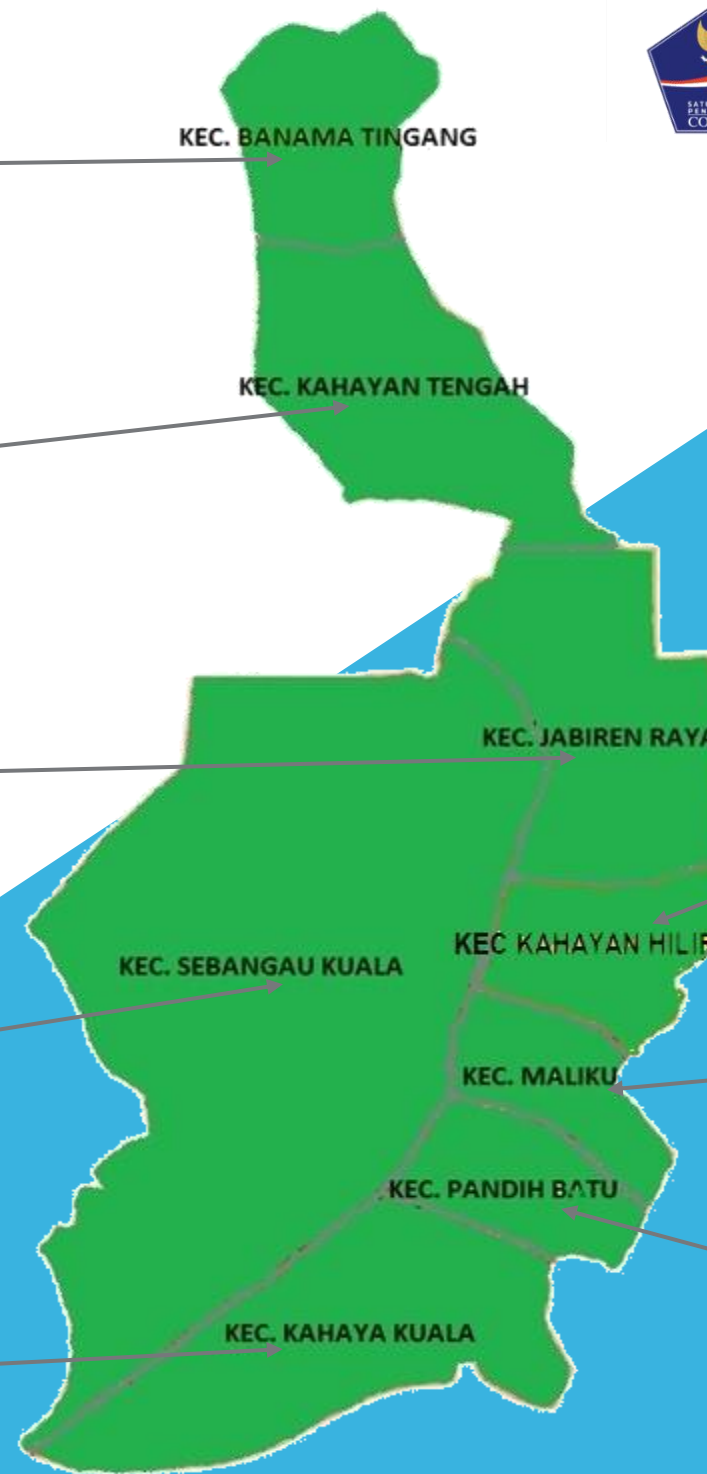 KEC. BANAMA TINGANG
KEC. KAHAYAN TENGAH
KEC. JABIREN RAYA
KEC KAHAYAN HILIR
KEC. SEBANGAU KUALA
KEC. MALIKU
KEC. PANDIH BATU
KEC. KAHAYA KUALA